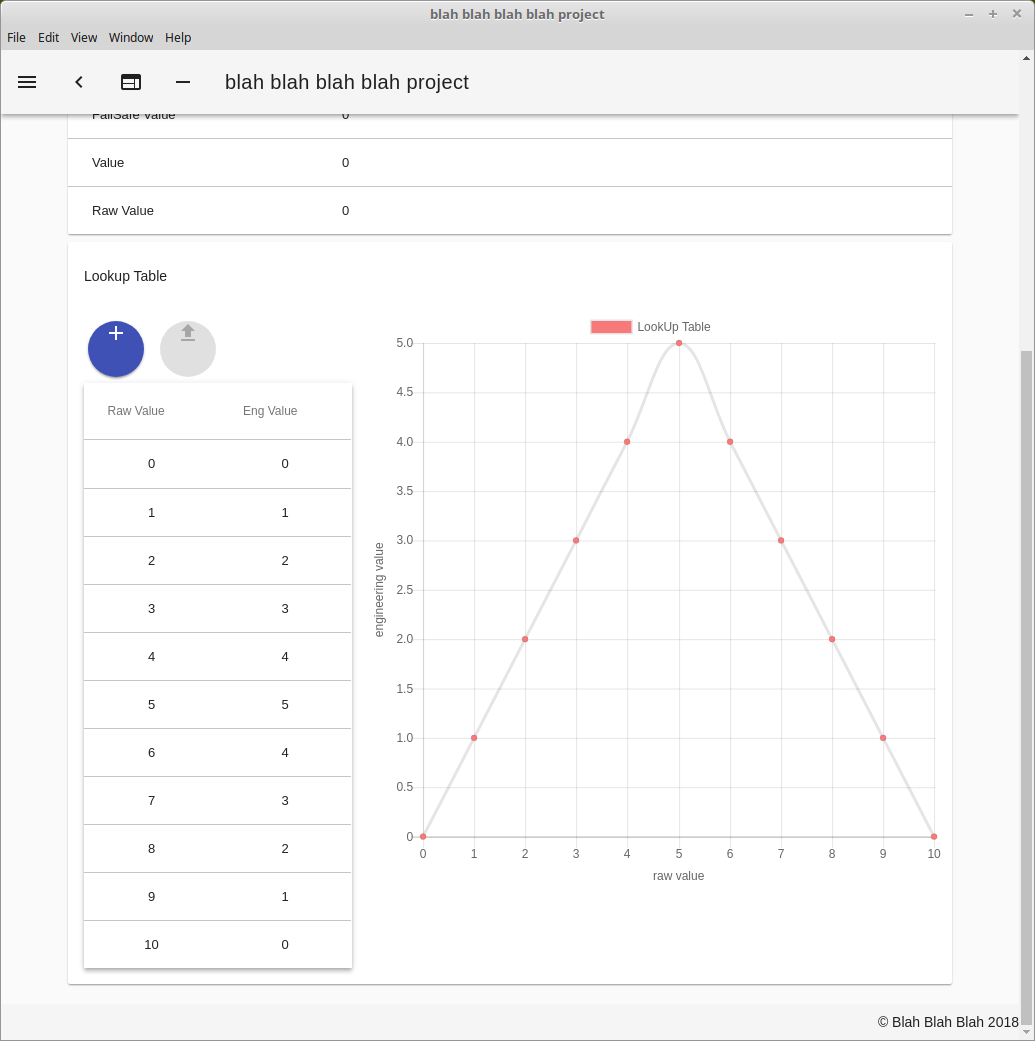 blah blah blah blah project
File Edit View Window Help
blah blah blah blah project
FailSafe Value 0
Value 0
Raw Value 0
Lookup Table
Raw Value Eng Value
0 0
1 1
2 2
3 3
4 4
5 5
6 4
7 3
8 2
9 1
10 0
LookUp Table
5.0
4.5
4.0
3.5
3.0
2.5
2.0
1.5
1.0
0.5
0
engineering value
0 1 2 3 4 5 6 7 8 9 10
raw value
© Blah Blah Blah 2018